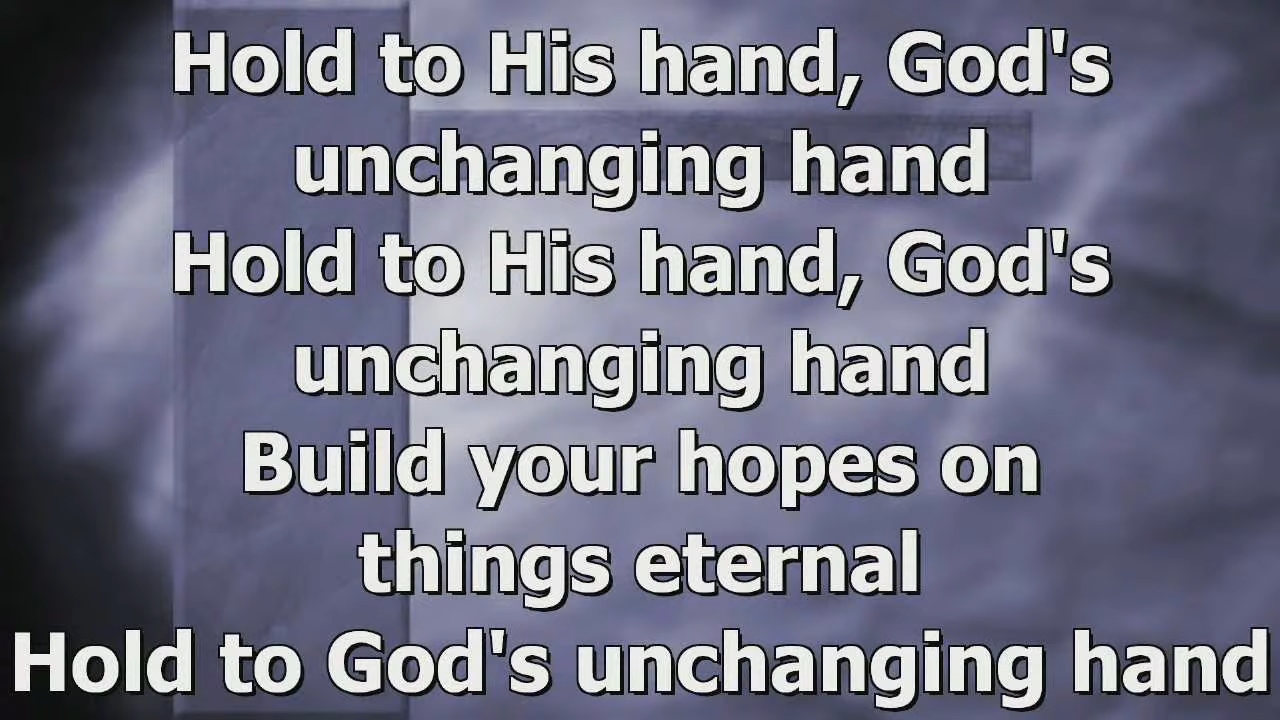 Hold to His hand, God's
unchanging hand
Hold to His hand, God's
unchanging hand
Build your hopes on
things eternal
Hold to God's unchanging hand